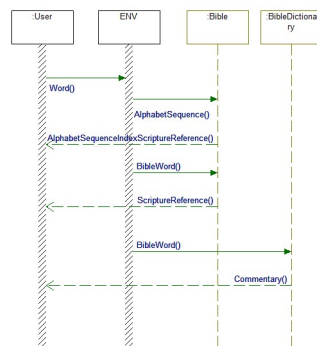 :User
ENV
:Bible
:BibleDictiona
ry
Word()
AlphabetSequence()
AlphabetSequenceIndexScriptureReference()
BibleWord()
ScriptureReference()
BibleWord()
Commentary()